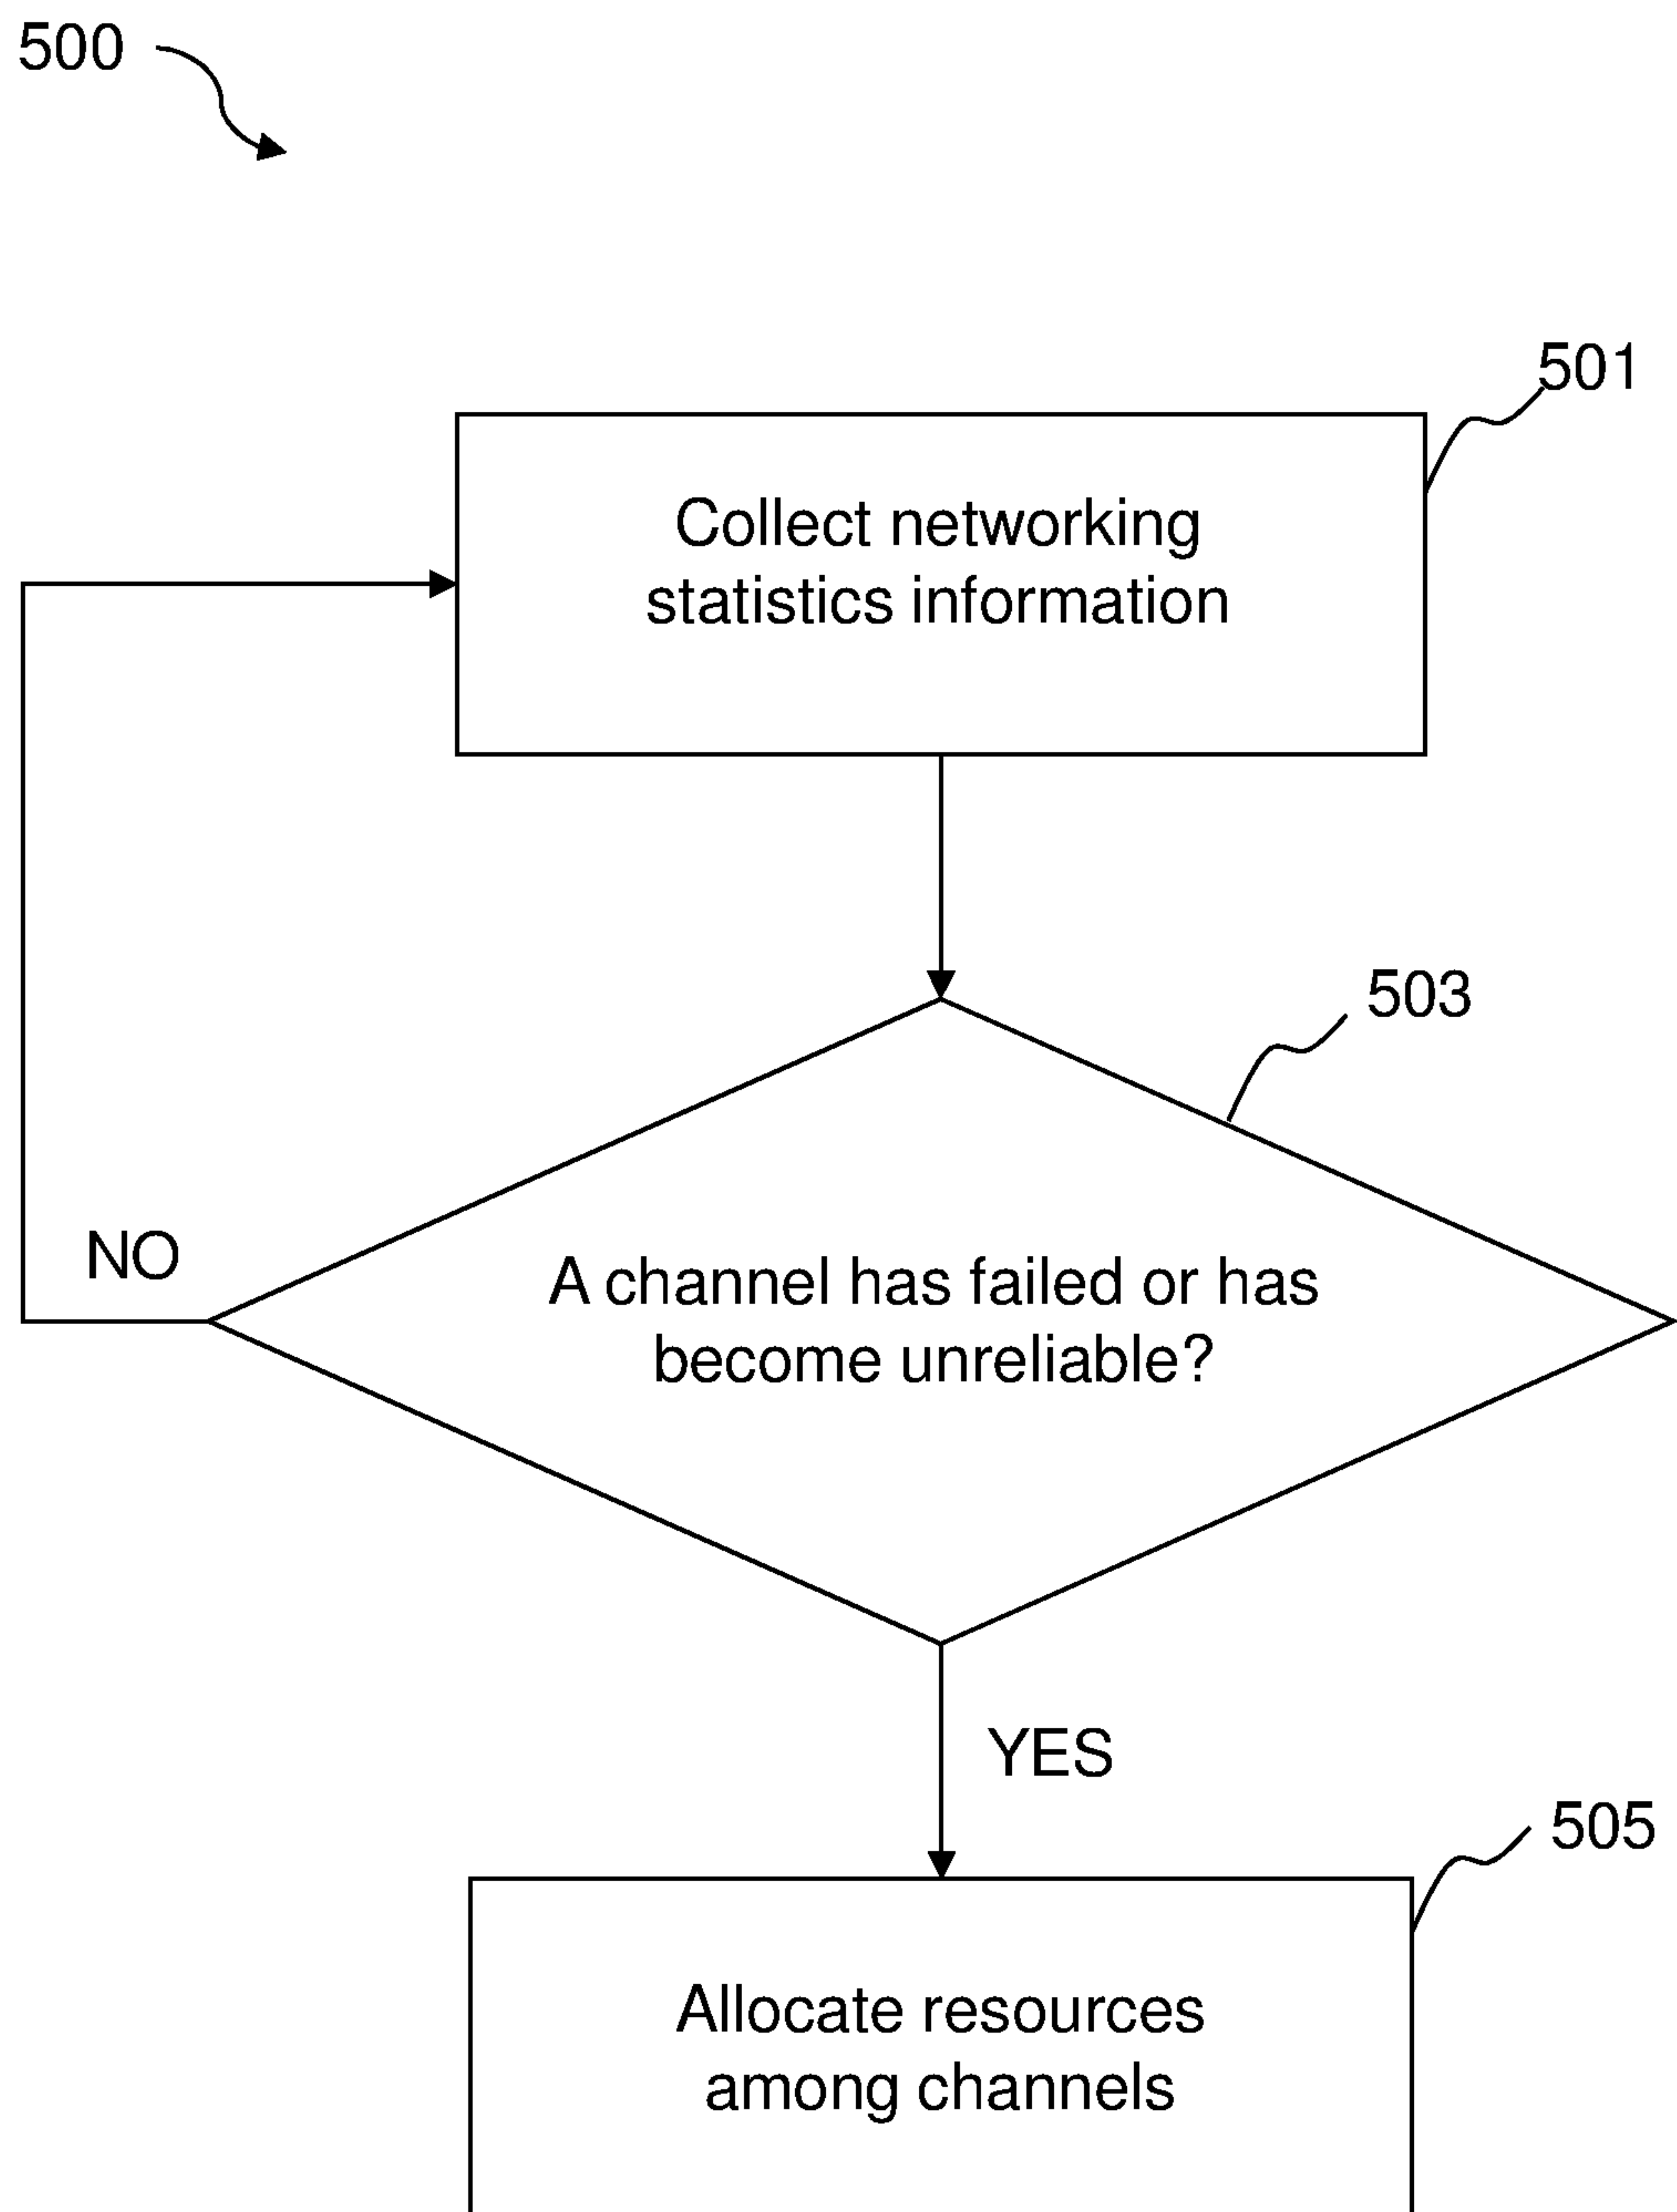 500
501
Collect networking
statistics information
503
NO
A channel has failed or has
become unreliable?
YES
505
Allocate resources
among channels